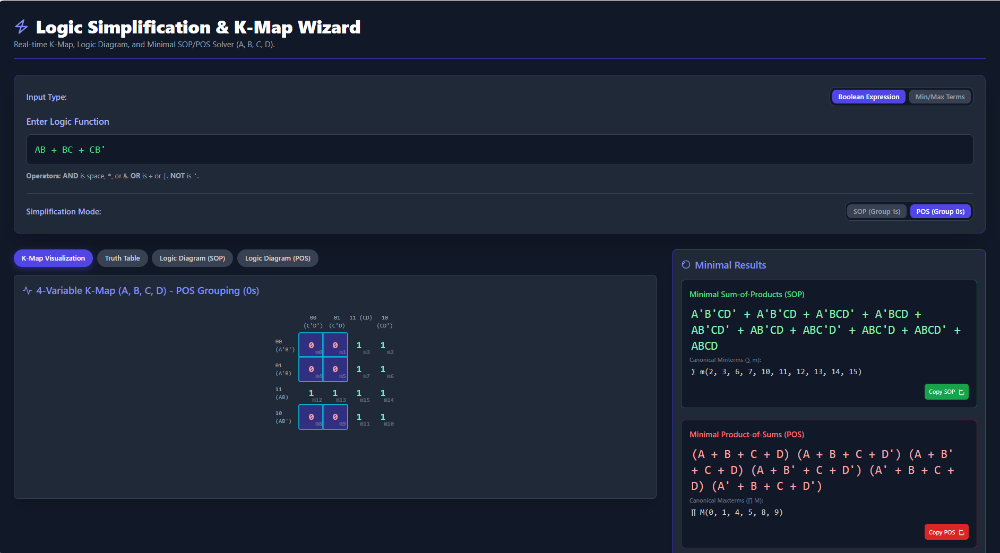 Logic Simplification & K-Map Wizard
Real-time K-Map, Logic Diagram, and Minimal SOP/POS Solver (A, B, C, D).
Input Type:
Boolean Expression
Min/Max Terms
Enter Logic Function
AB + BC + CB'
Operators: AND is space, *, or &. OR is + or |. NOT is '.
Simplification Mode:
SOP (Group 1s)
POS (Group 0s)
K-Map Visualization
Truth Table
Logic Diagram (SOP)
Logic Diagram (POS)
4-Variable K-Map (A, B, C, D) - POS Grouping (0s)
00 01 11 (CD) 10
(C'D') (C'D) (CD')
00
(A'B')
0 m0 0 m1 1 m3 1 m2
01
(A'B)
0 m4 0 m5 1 m7 1 m6
11
(AB)
1 m12 1 m13 1 m15 1 m14
10
(AB')
0 m8 0 m9 1 m11 1 m10
Minimal Results
Minimal Sum-of-Products (SOP)
A'B'CD' + A'B'CD + A'BCD' + A'BCD +
AB'CD' + AB'CD + ABC'D' + ABC'D + ABCD' +
ABCD
Canonical Minterms (∑ m):
∑ m(2, 3, 6, 7, 10, 11, 12, 13, 14, 15)
Copy SOP
Minimal Product-of-Sums (POS)
(A + B + C + D) (A + B + C + D') (A + B'
+ C + D) (A + B' + C + D') (A' + B + C +
D) (A' + B + C + D')
Canonical Maxterms (∏ M):
∏ M(0, 1, 4, 5, 8, 9)
Copy POS